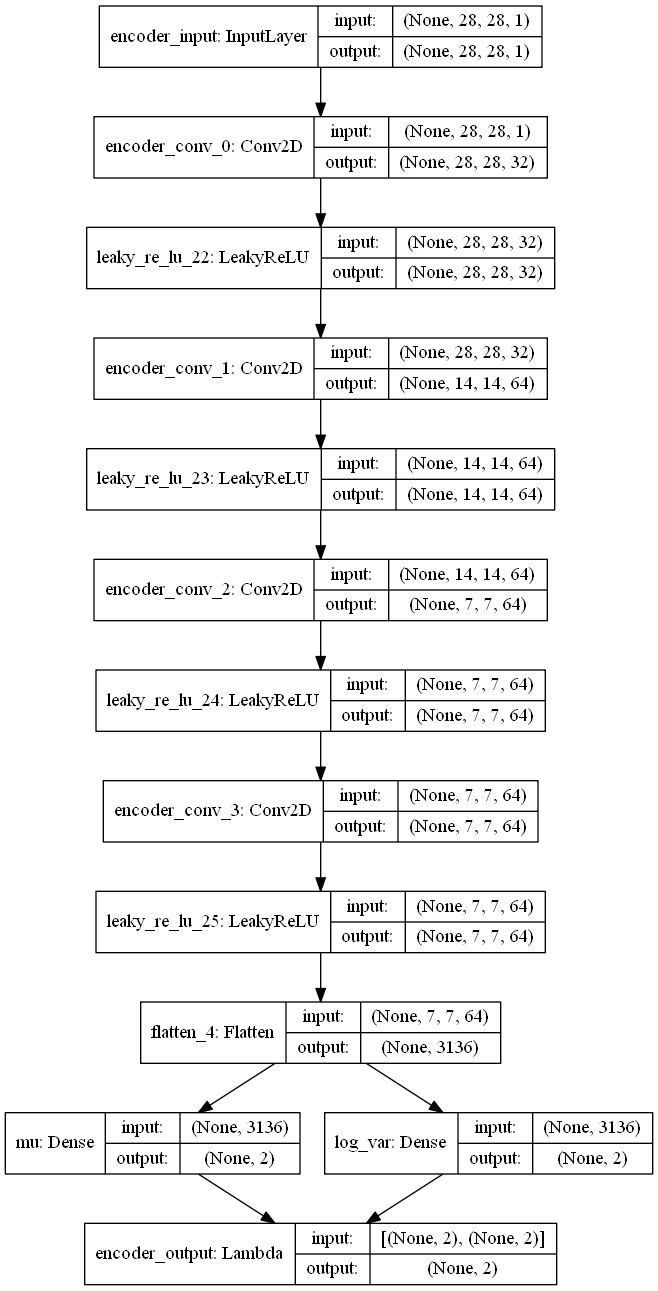 encoder_input: InputLayer
input: (None, 28, 28, 1)
output: (None, 28, 28, 1)
encoder_conv_0: Conv2D
input: (None, 28, 28, 1)
output: (None, 28, 28, 32)
leaky_re_lu_22: LeakyReLU
input: (None, 28, 28, 32)
output: (None, 28, 28, 32)
encoder_conv_1: Conv2D
input: (None, 28, 28, 32)
output: (None, 14, 14, 64)
leaky_re_lu_23: LeakyReLU
input: (None, 14, 14, 64)
output: (None, 14, 14, 64)
encoder_conv_2: Conv2D
input: (None, 14, 14, 64)
output: (None, 7, 7, 64)
leaky_re_lu_24: LeakyReLU
input: (None, 7, 7, 64)
output: (None, 7, 7, 64)
encoder_conv_3: Conv2D
input: (None, 7, 7, 64)
output: (None, 7, 7, 64)
leaky_re_lu_25: LeakyReLU
input: (None, 7, 7, 64)
output: (None, 7, 7, 64)
flatten_4: Flatten
input: (None, 7, 7, 64)
output: (None, 3136)
mu: Dense
input: (None, 3136)
output: (None, 2)
log_var: Dense
input: (None, 3136)
output: (None, 2)
encoder_output: Lambda
input: [(None, 2), (None, 2)]
output: (None, 2)